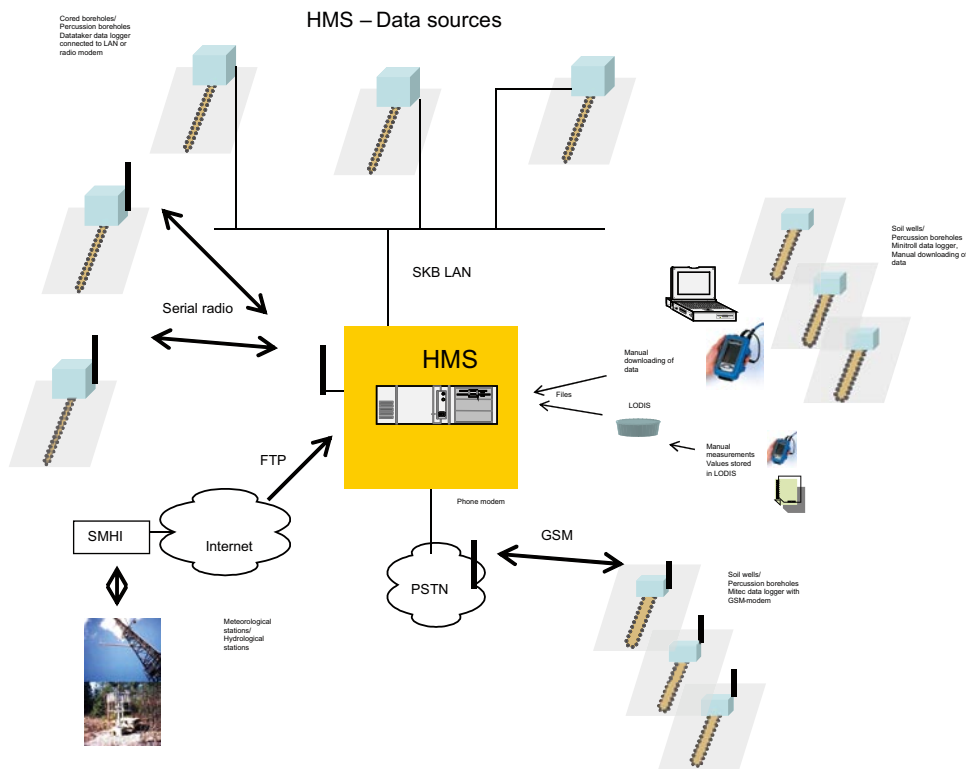 HMS – Data sources
Cored boreholes/
Percussion boreholes
Datataker data logger
connected to LAN or
radio modem
SKB LAN
Soil wells/
Percussion boreholes
Minitroll data logger,
Manual downloading of
data
Serial radio
HMS
Manual
downloading of
data
Files
LODIS
Manual
measurements
Values stored
in LODIS
FTP
Phone modem
SMHI
Internet
GSM
PSTN
Soil wells/
Percussion boreholes
Mitec data logger with
GSM-modem
Meteorological
stations/
Hydrological
stations